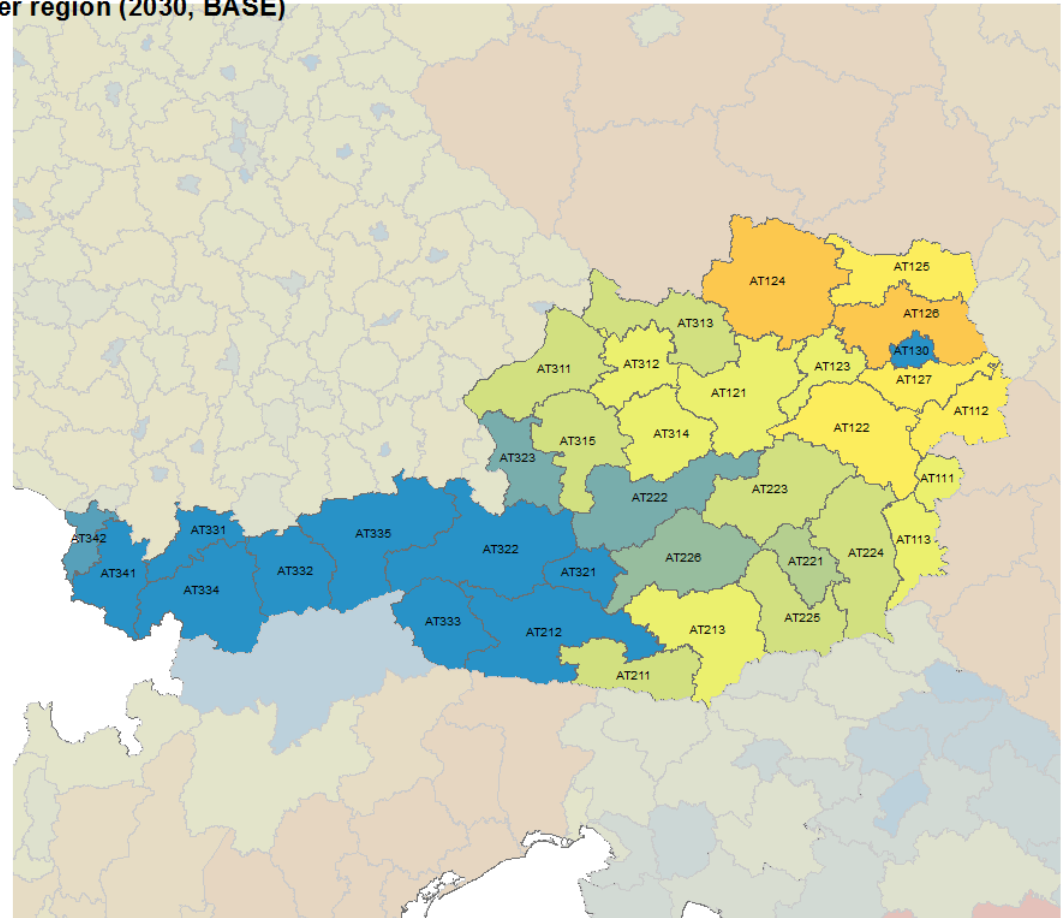 er region (2030, BASE)
AT124
AT125
AT126
AT313
AT130
AT312
AT123
AT311
AT127
AT121
AT112
AT122
AT314
AT315
AT323
AT111
AT223
AT222
AT331
AT335
AT342
AT113
AT322
AT224
AT226
AT221
AT341
AT332
AT321
AT334
AT225
AT333
AT213
AT212
AT211